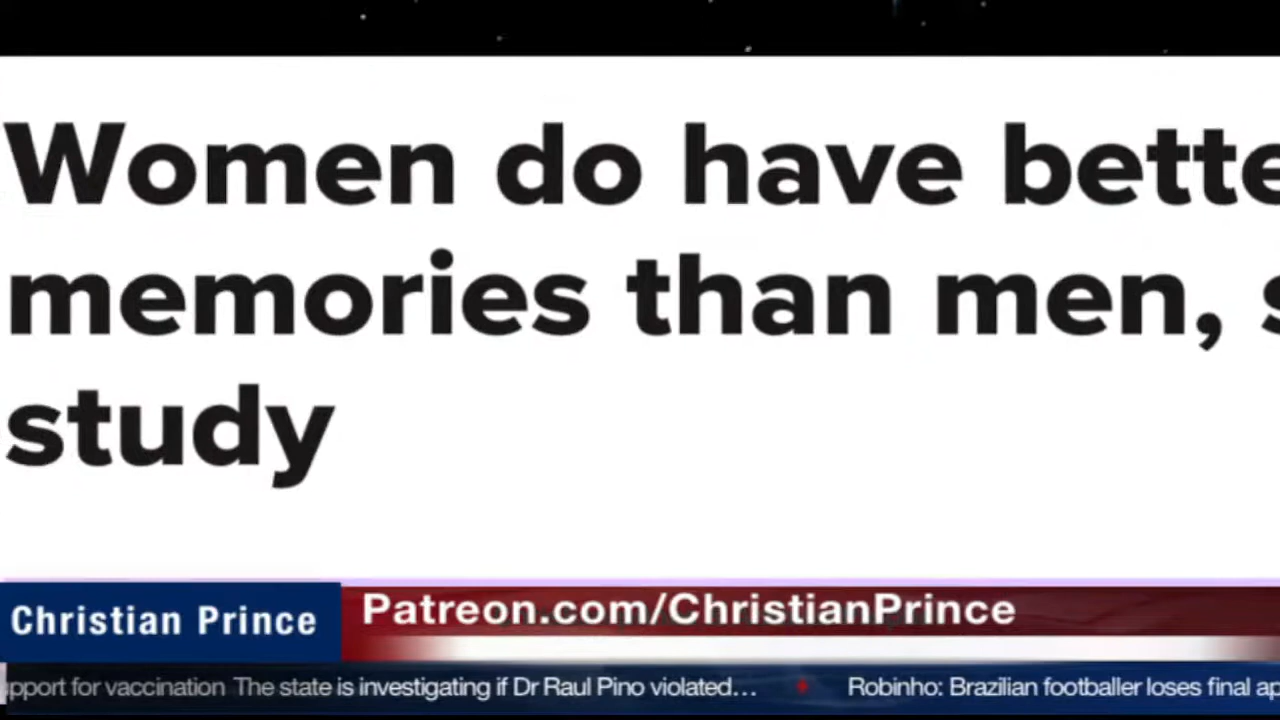 Women do have bette
memories than men, s
study
Christian Prince
Patreon.com/ChristianPrince
pport for vaccination The state is investigating if Dr Raul Pino violated... Robinho: Brazilian footballer loses final ap